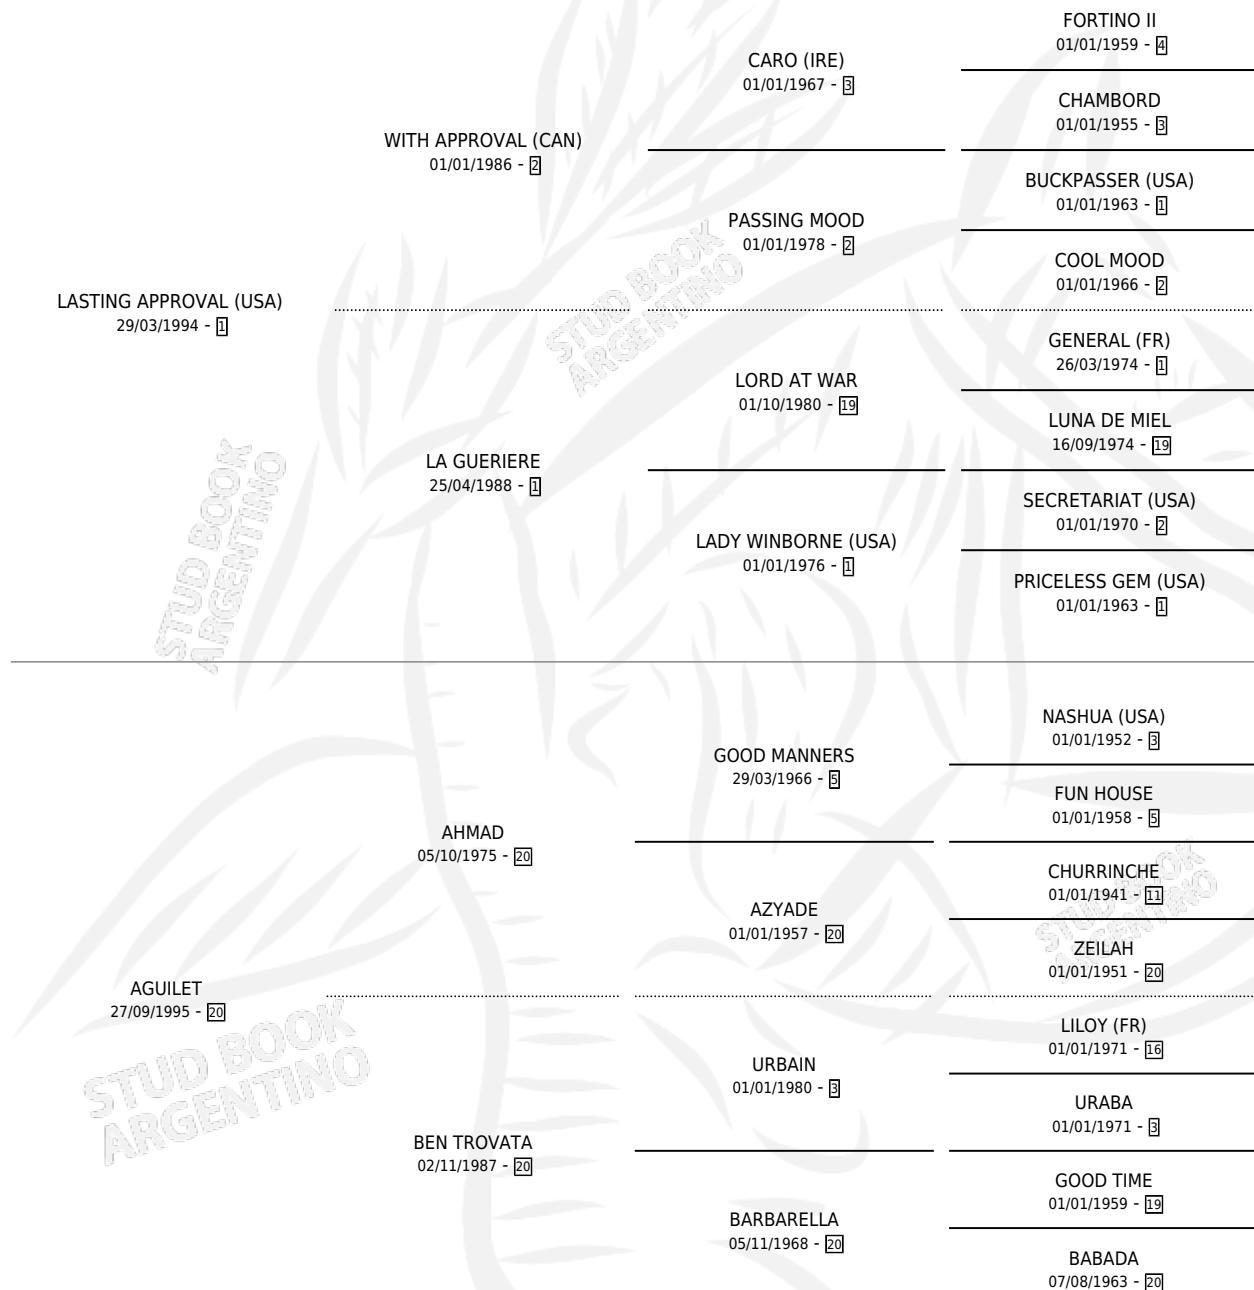 FORTINO II
01/01/1959 - 4
CARO (IRE)
01/01/1967 - 3
CHAMBORD
01/01/1955 - 3
WITH APPROVAL (CAN)
01/01/1986 - 2
BUCKPASSER (USA)
01/01/1963 - 1
PASSING MOOD
01/01/1978 - 2
COOL MOOD
01/01/1966 - 2
LASTING APPROVAL (USA)
29/03/1994 - 1
STUD BOOK
ARGENTINO
GENERAL (FR)
26/03/1974 - 1
LORD AT WAR
01/10/1980 - 19
LUNA DE MIEL
16/09/1974 - 19
LA GUERIERE
25/04/1988 - 1
SECRETARIAT (USA)
01/01/1970 - 2
LADY WINBORNE (USA)
01/01/1976 - 1
PRICELESS GEM (USA)
01/01/1963 - 1
STUD BOOK
ARGENTINO
NASHUA (USA)
01/01/1952 - 3
GOOD MANNERS
29/03/1966 - 5
FUN HOUSE
01/01/1958 - 5
AHMAD
05/10/1975 - 20
CHURRINCHE
01/01/1941 - 11
AZYADE
01/01/1957 - 20
STUD BOOK
ARGENTINO
ZEILAH
01/01/1951 - 20
AGUILET
27/09/1995 - 20
LILOY (FR)
01/01/1971 - 16
URBAIN
01/01/1980 - 3
STUD BOOK
ARGENTINO
URABA
01/01/1971 - 3
BEN TROVATA
02/11/1987 - 20
GOOD TIME
01/01/1959 - 19
BARBARELLA
05/11/1968 - 20
BABADA
07/08/1963 - 20